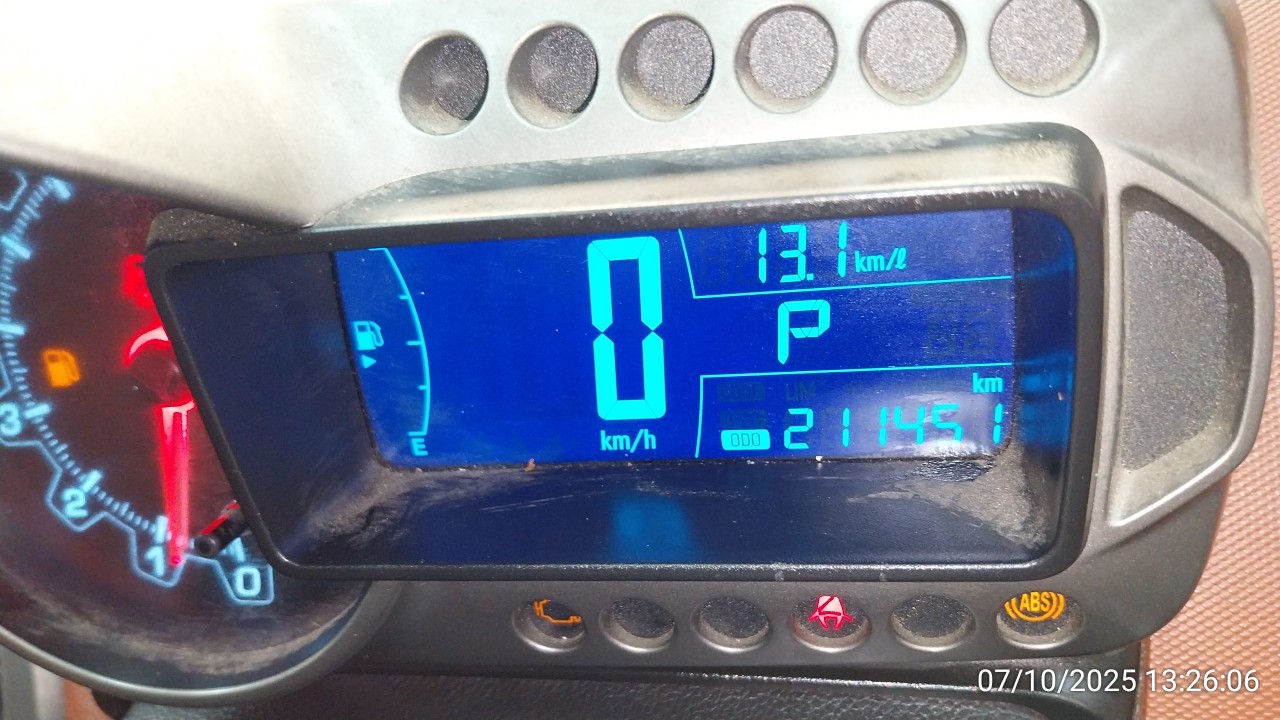 13.1 km/ℓ
0
P
km
E
km/h
ODO 211451
3
2
1
0
ABS
07/10/2025 13:26:06